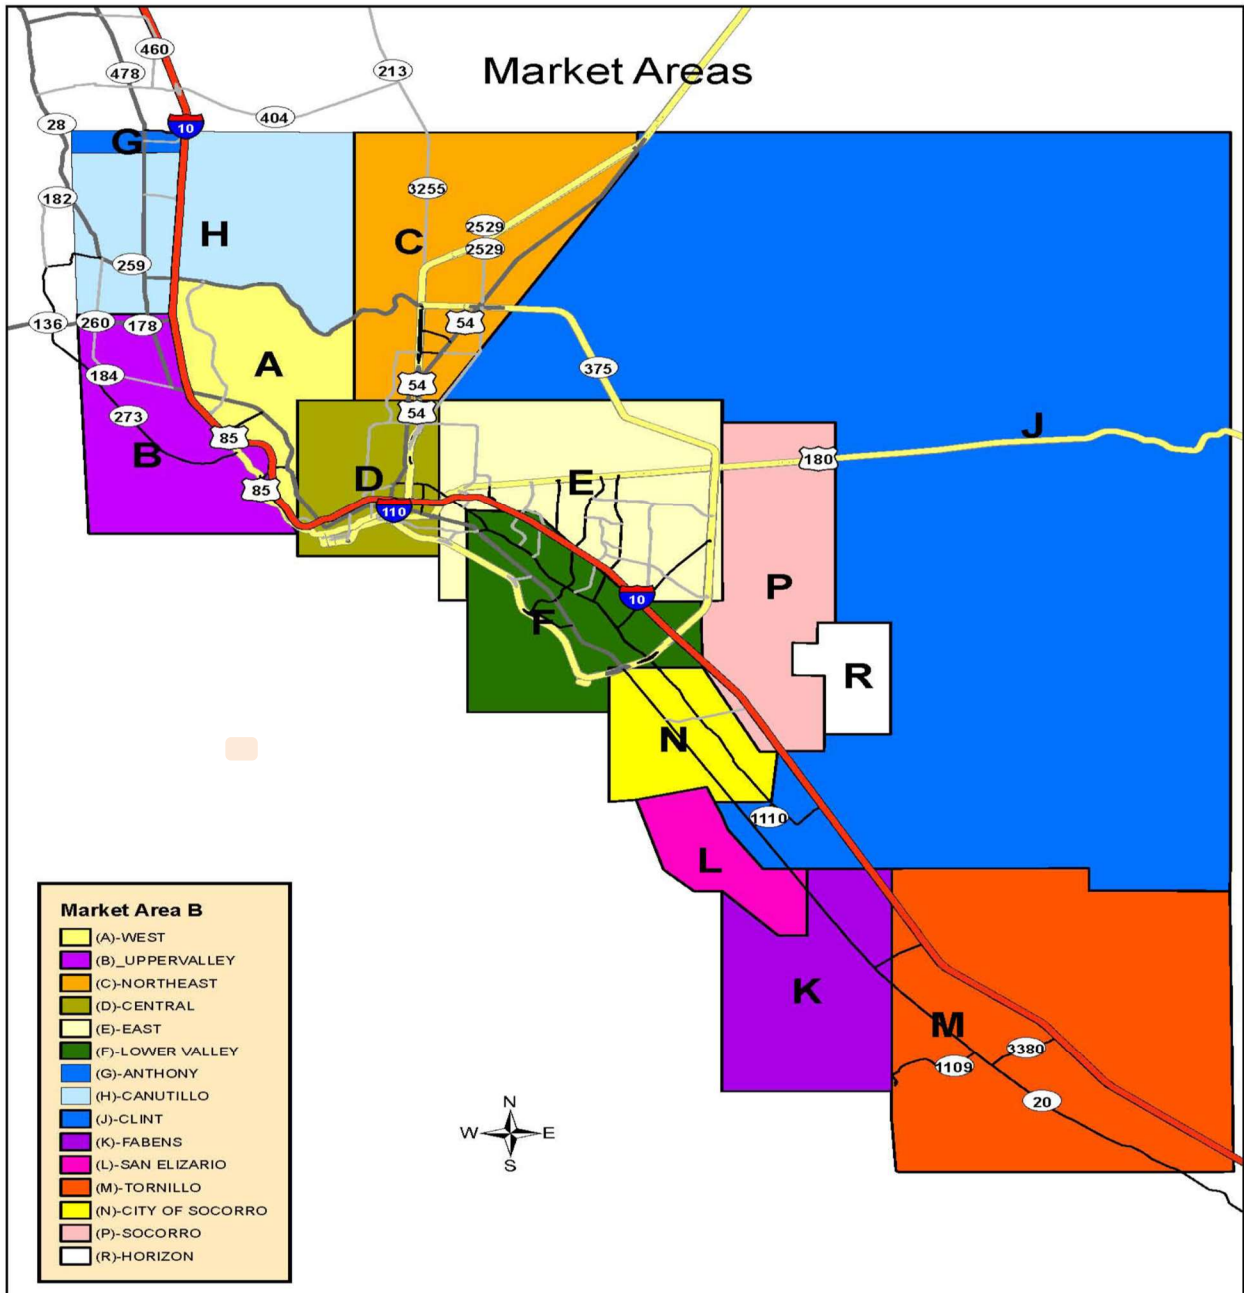 Market Areas
460
478
213
404
28
10
G
182
3255
H
C
2529
2529
259
136
260
178
54
A
375
184
54
54
273
85
J
B
180
D
E
85
110
P
10
F
R
N
1110
L
K
M
3380
1109
20
Market Area B
(A)-WEST
(B)_UPPERVALLEY
(C)-NORTHEAST
(D)-CENTRAL
(E)-EAST
(F)-LOWER VALLEY
(G)-ANTHONY
(H)-CANUTILLO
(J)-CLINT
(K)-FABENS
(L)-SAN ELIZARIO
(M)-TORNILLO
(N)-CITY OF SOCORRO
(P)-SOCORRO
(R)-HORIZON
N
W E
S